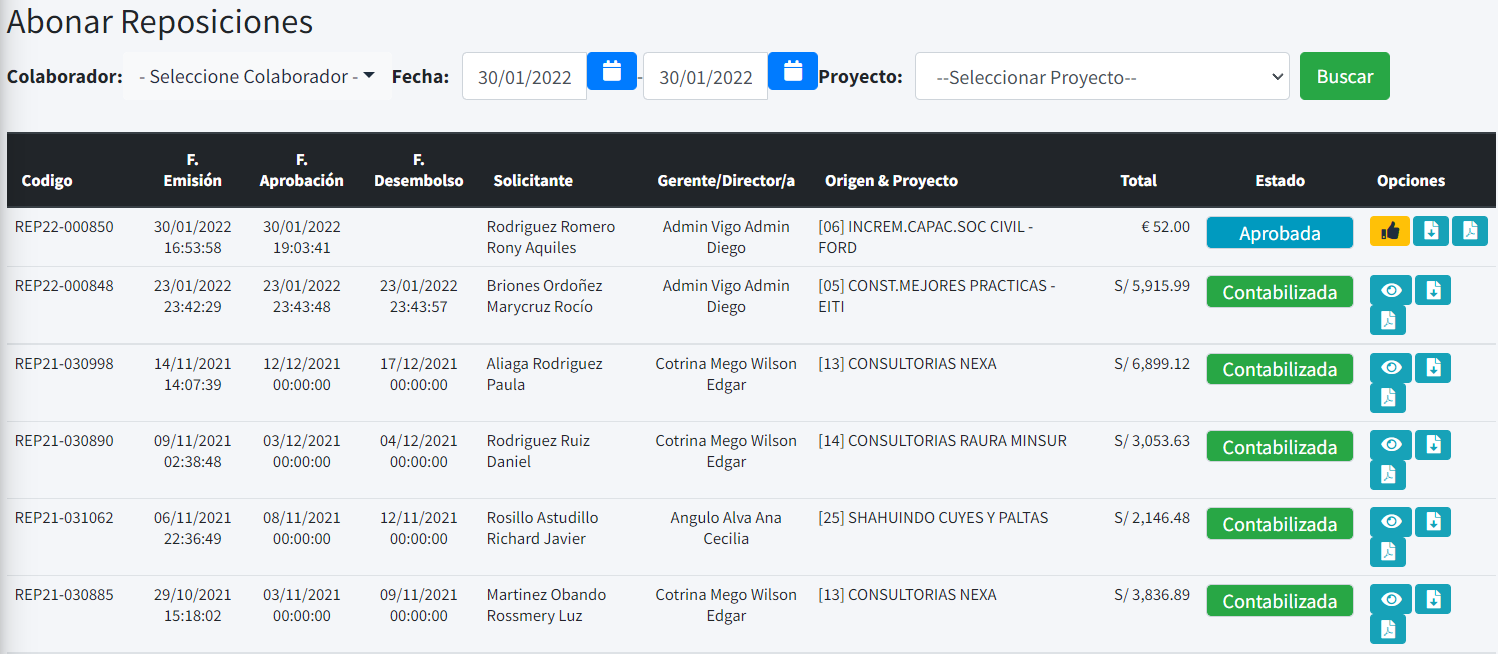 Abonar Reposiciones
Colaborador: - Seleccione Colaborador - Fecha: 30/01/2022 - 30/01/2022 Proyecto: --Seleccionar Proyecto-- Buscar
Codigo F. Emisión F. Aprobación F. Desembolso Solicitante Gerente/Director/a Origen & Proyecto Total Estado Opciones
REP22-000850 30/01/2022 30/01/2022 Rodriguez Romero Admin Vigo Admin [06] INCREM.CAPAC.SOC CIVIL - € 52.00 Aprobada
16:53:58 19:03:41 Rony Aquiles Diego FORD
REP22-000848 23/01/2022 23/01/2022 23/01/2022 Briones Ordoñez Admin Vigo Admin [05] CONST.MEJORES PRACTICAS - S/ 5,915.99 Contabilizada
23:42:29 23:43:48 23:43:57 Marycruz Rocío Diego EITI
REP21-030998 14/11/2021 12/12/2021 17/12/2021 Aliaga Rodriguez Cotrina Mego Wilson [13] CONSULTORIAS NEXA S/ 6,899.12 Contabilizada
14:07:39 00:00:00 00:00:00 Paula Edgar
REP21-030890 09/11/2021 03/12/2021 04/12/2021 Rodriguez Ruiz Cotrina Mego Wilson [14] CONSULTORIAS RAURA MINSUR S/ 3,053.63 Contabilizada
02:38:48 00:00:00 00:00:00 Daniel Edgar
REP21-031062 06/11/2021 08/11/2021 12/11/2021 Rosillo Astudillo Angulo Alva Ana [25] SHAHUINDO CUYES Y PALTAS S/ 2,146.48 Contabilizada
22:36:49 00:00:00 00:00:00 Richard Javier Cecilia
REP21-030885 29/10/2021 03/11/2021 09/11/2021 Martinez Obando Cotrina Mego Wilson [13] CONSULTORIAS NEXA S/ 3,836.89 Contabilizada
15:18:02 00:00:00 00:00:00 Rossmery Luz Edgar